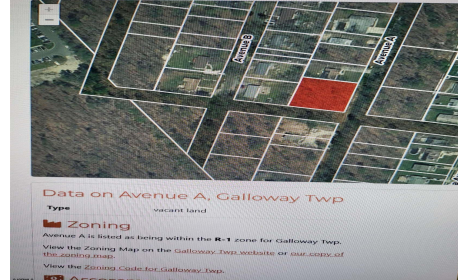 +
−
Avenue B
Avenue A
Data on Avenue A, Galloway Twp
Type vacant land
Zoning
Avenue A is listed as being within the R-1 zone for Galloway Twp.
View the Zoning Map on the Galloway Twp website or our copy of
the zoning map.
View the Zoning Code for Galloway Twp.